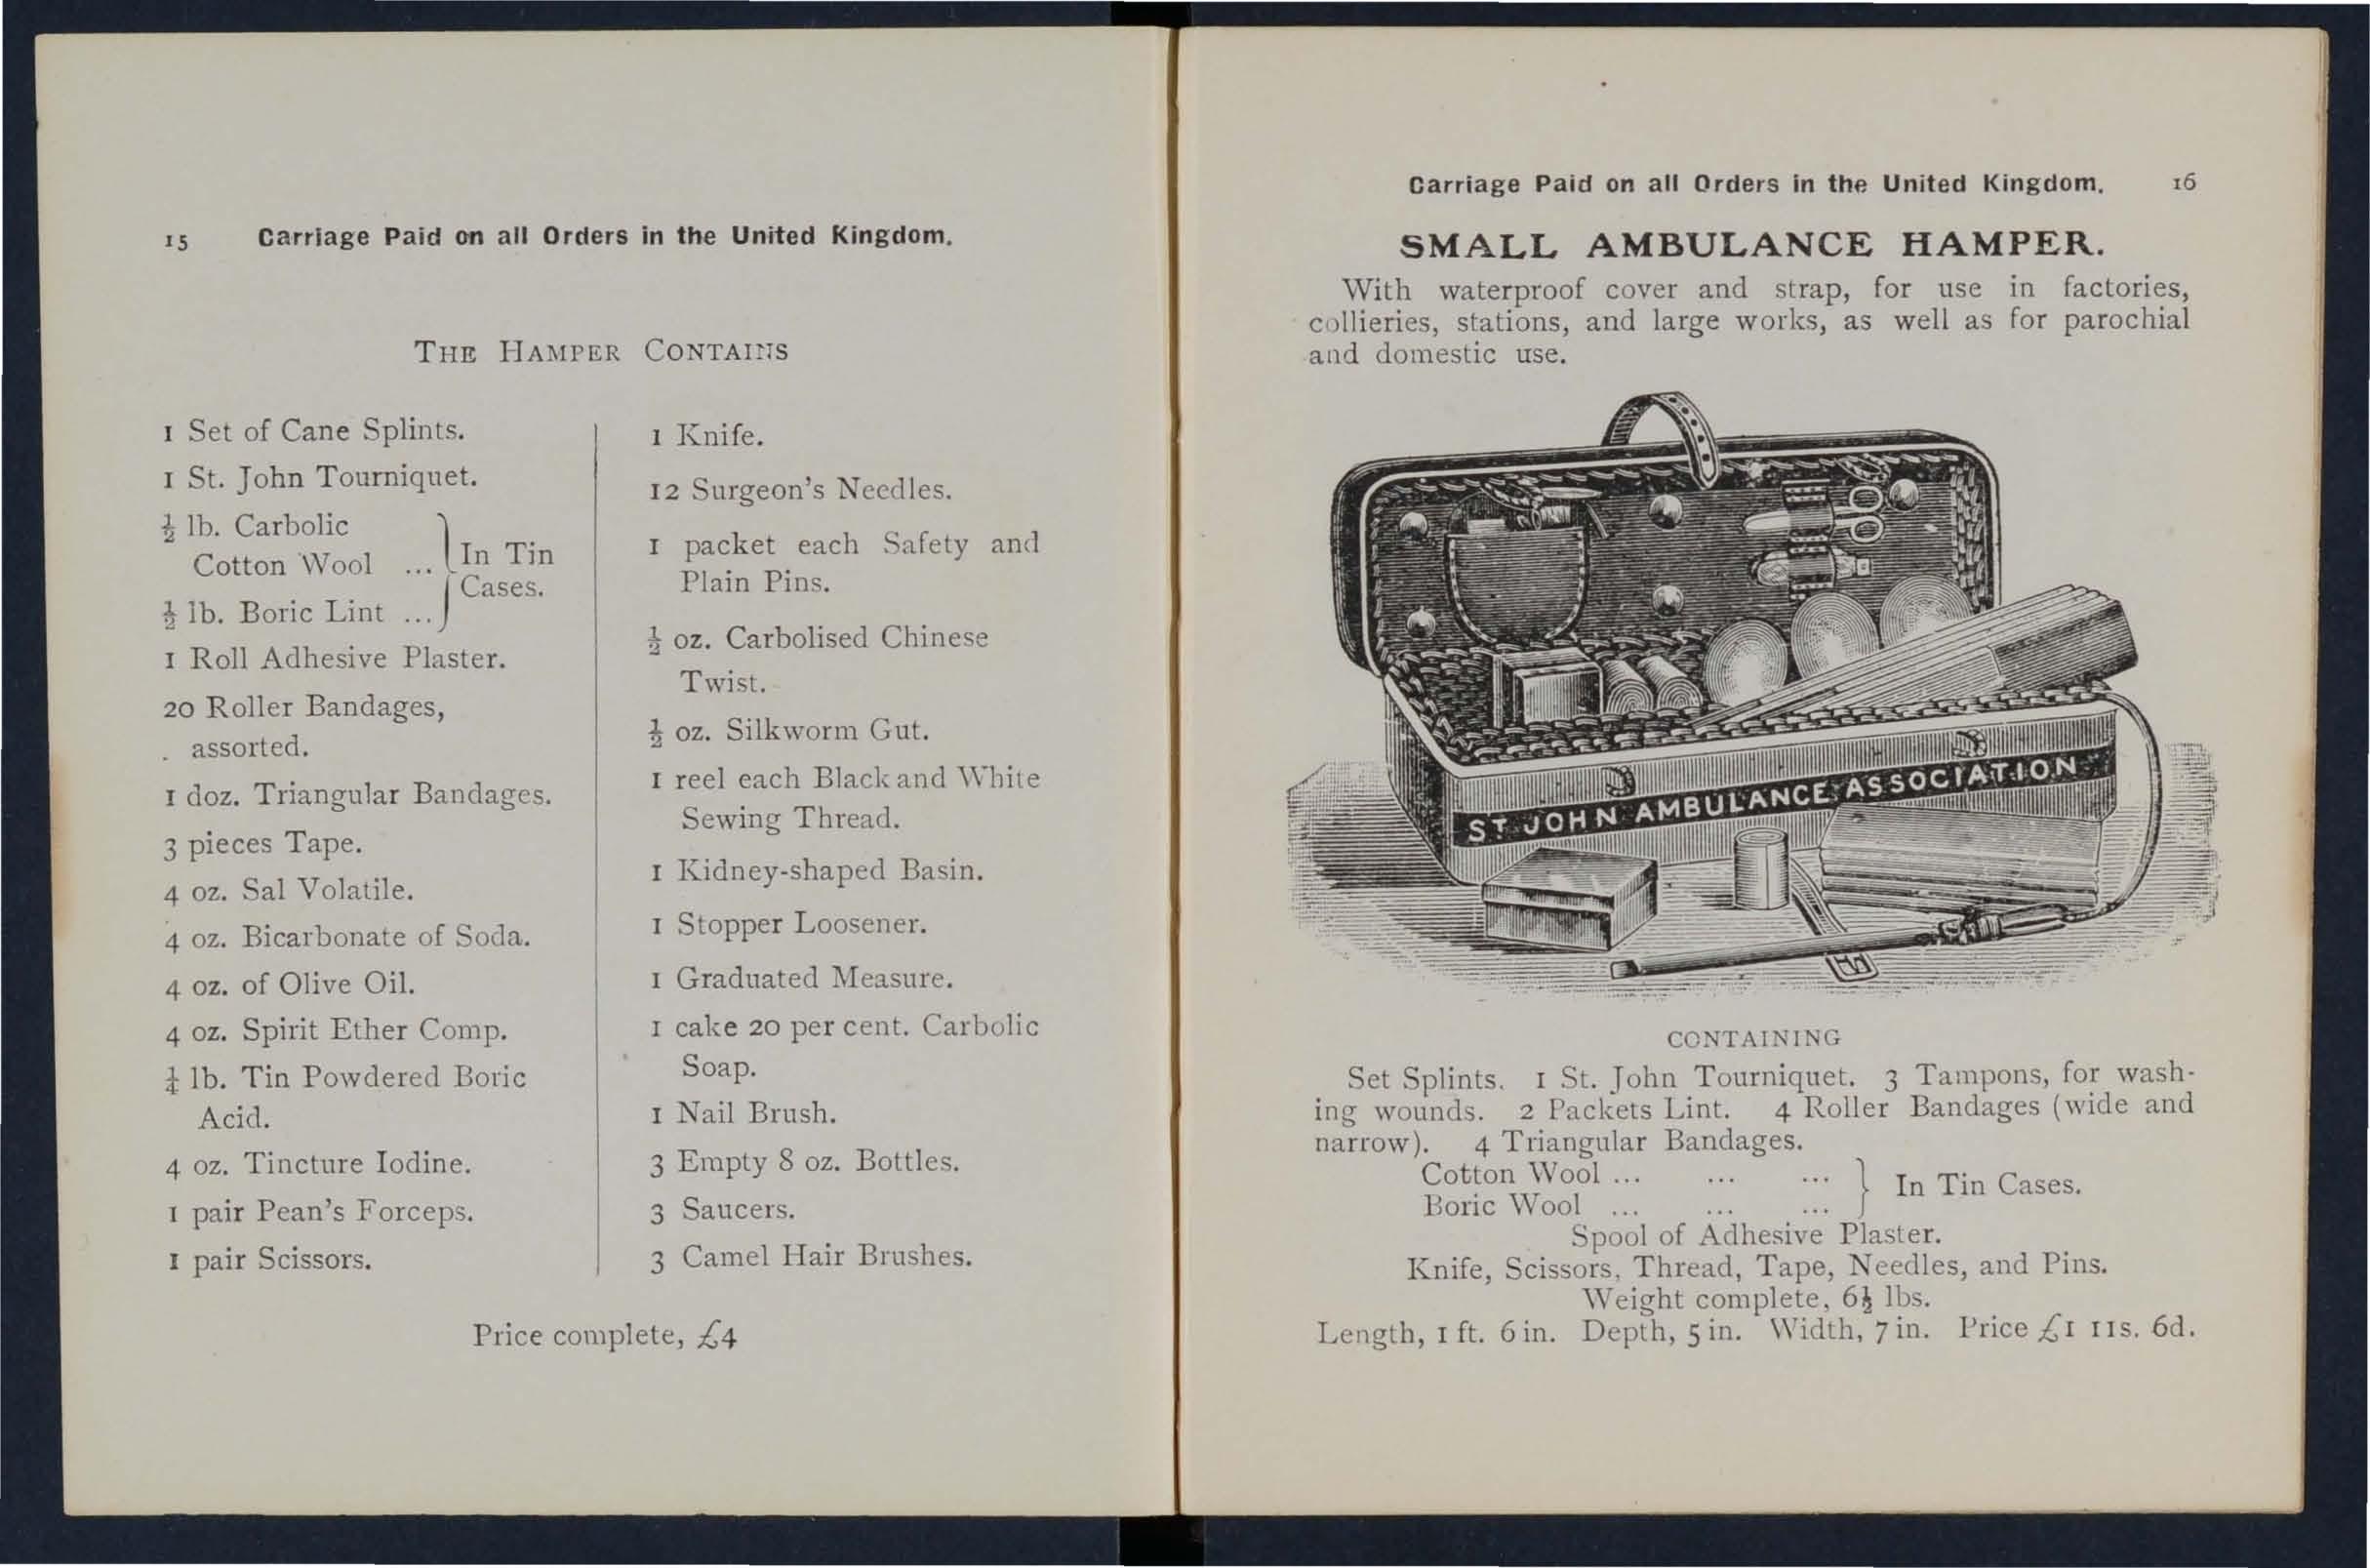 15 Carriage Paid on all Orders in the United Kingdom.
THE HAMPER CONTAINS
1 Set of Cane Splints.
1 St. John Tourniquet.
½ lb. Carbolic
Cotton Wool ...
½ lb. Boric Lint ...
In Tin
Cases.
1 Roll Adhesive Plaster.
20 Roller Bandages,
assorted.
1 doz. Triangular Bandages.
3 pieces Tape.
4 oz. Sal Volatile.
4 oz. Bicarbonate of Soda.
4 oz. of Olive Oil.
4 oz. Spirit Ether Comp.
¼ lb. Tin Powdered Boric
Acid.
4 oz. Tincture Iodine.
1 pair Pean's Forceps.
1 pair Scissors.
1 Knife.
12 Surgeon's Needles.
1 packet each Safety and
Plain Pins.
½ oz. Carbolised Chinese
Twist.
½ oz. Silkworm Gut.
1 reel each Black and White
Sewing Thread.
1 Kidney-shaped Basin.
1 Stopper Loosener.
1 Graduated Measure.
1 cake 20 per cent. Carbolic
Soap.
1 Nail Brush.
3 Empty 8 oz. Bottles.
3 Saucers.
3 Camel Hair Brushes.
Price complete, £4
Carriage Paid on all Orders in the United Kingdom. 16
SMALL AMBULANCE HAMPER.
With waterproof cover and strap, for use in factories,
collieries, stations, and large works, as well as for parochial
and domestic use.
ST JOHN AMBULANCE ASSOCIATION
CONTAINING
Set Splints. 1 St. John Tourniquet. 3 Tampons, for wash-
ing wounds. 2 Packets Lint. 4 Roller Bandages (wide and
narrow). 4 Triangular Bandages.
Cotton Wool ... ... ...
Boric Wool ... ... ...
In Tin Cases.
Spool of Adhesive Plaster.
Knife, Scissors, Thread, Tape, Needles, and Pins.
Weight complete, 6½ lbs.
Length, 1 ft. 6 in. Depth, 5 in. Width, 7 in. Price £1 11s. 6d.